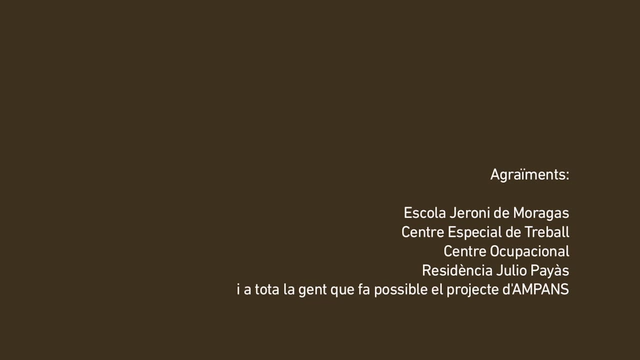 Agraïments:
Escola Jeroni de Moragas
Centre Especial de Treball
Centre Ocupacional
Residència Julio Payàs
i a tota la gent que fa possible el projecte d'AMPANS